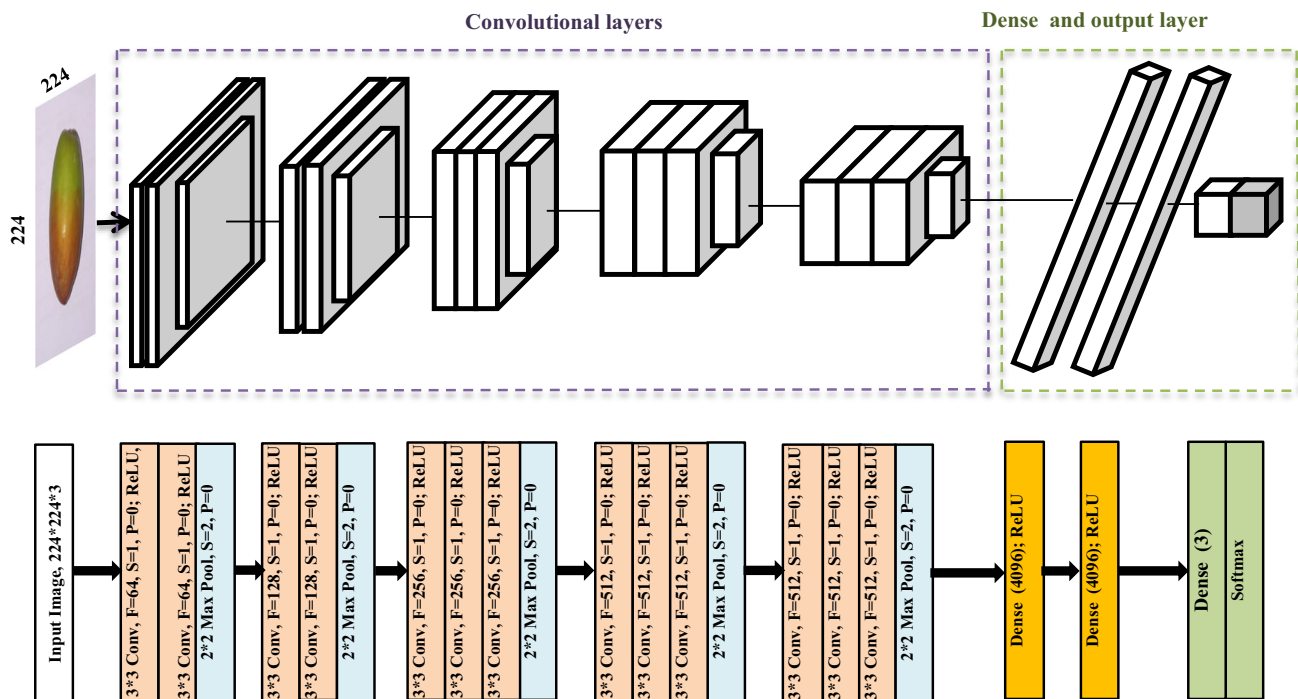 Convolutional layers
Dense and output layer
224
224
Input Image, 224*224*3
3*3 Conv, F=64, S=1, P=0; ReLU,
3*3 Conv, F=64, S=1, P=0; ReLU
2*2 Max Pool, S=2, P=0
3*3 Conv, F=128, S=1, P=0; ReLU
3*3 Conv, F=128, S=1, P=0; ReLU
2*2 Max Pool, S=2, P=0
3*3 Conv, F=256, S=1, P=0; ReLU
3*3 Conv, F=256, S=1, P=0; ReLU
3*3 Conv, F=256, S=1, P=0; ReLU
2*2 Max Pool, S=2, P=0
3*3 Conv, F=512, S=1, P=0; ReLU
3*3 Conv, F=512, S=1, P=0; ReLU
3*3 Conv, F=512, S=1, P=0; ReLU
2*2 Max Pool, S=2, P=0
3*3 Conv, F=512, S=1, P=0; ReLU
3*3 Conv, F=512, S=1, P=0; ReLU
3*3 Conv, F=512, S=1, P=0; ReLU
2*2 Max Pool, S=2, P=0
Dense (4096); ReLU
Dense (4096); ReLU
Dense (3)
Softmax